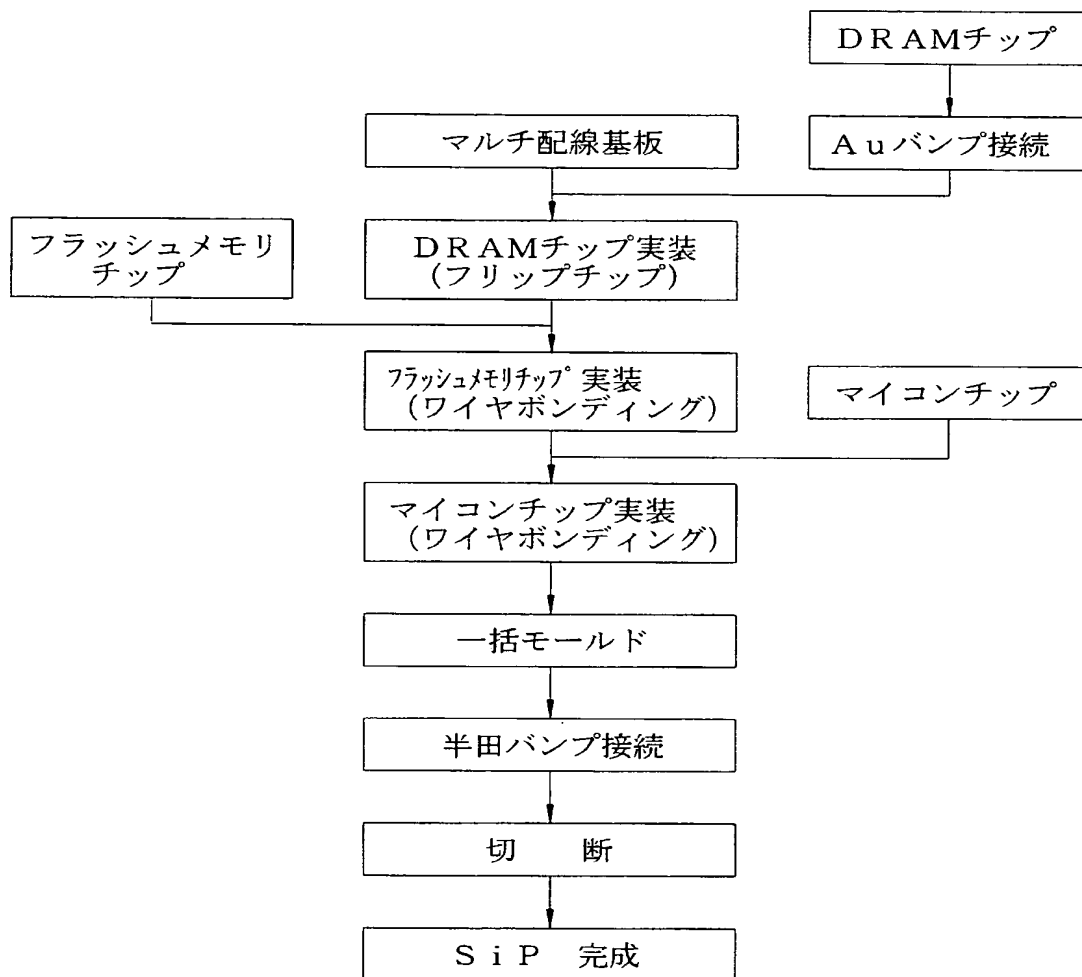 DRAMチップ
マルチ配線基板
Auバンプ接続
フラッシュメモリ
チップ
DRAMチップ実装
(フリップチップ)
フラッシュメモリチップ 実装
(ワイヤボンディング)
マイコンチップ
マイコンチップ実装
(ワイヤボンディング)
一括モールド
半田バンプ接続
切 断
SiP 完成